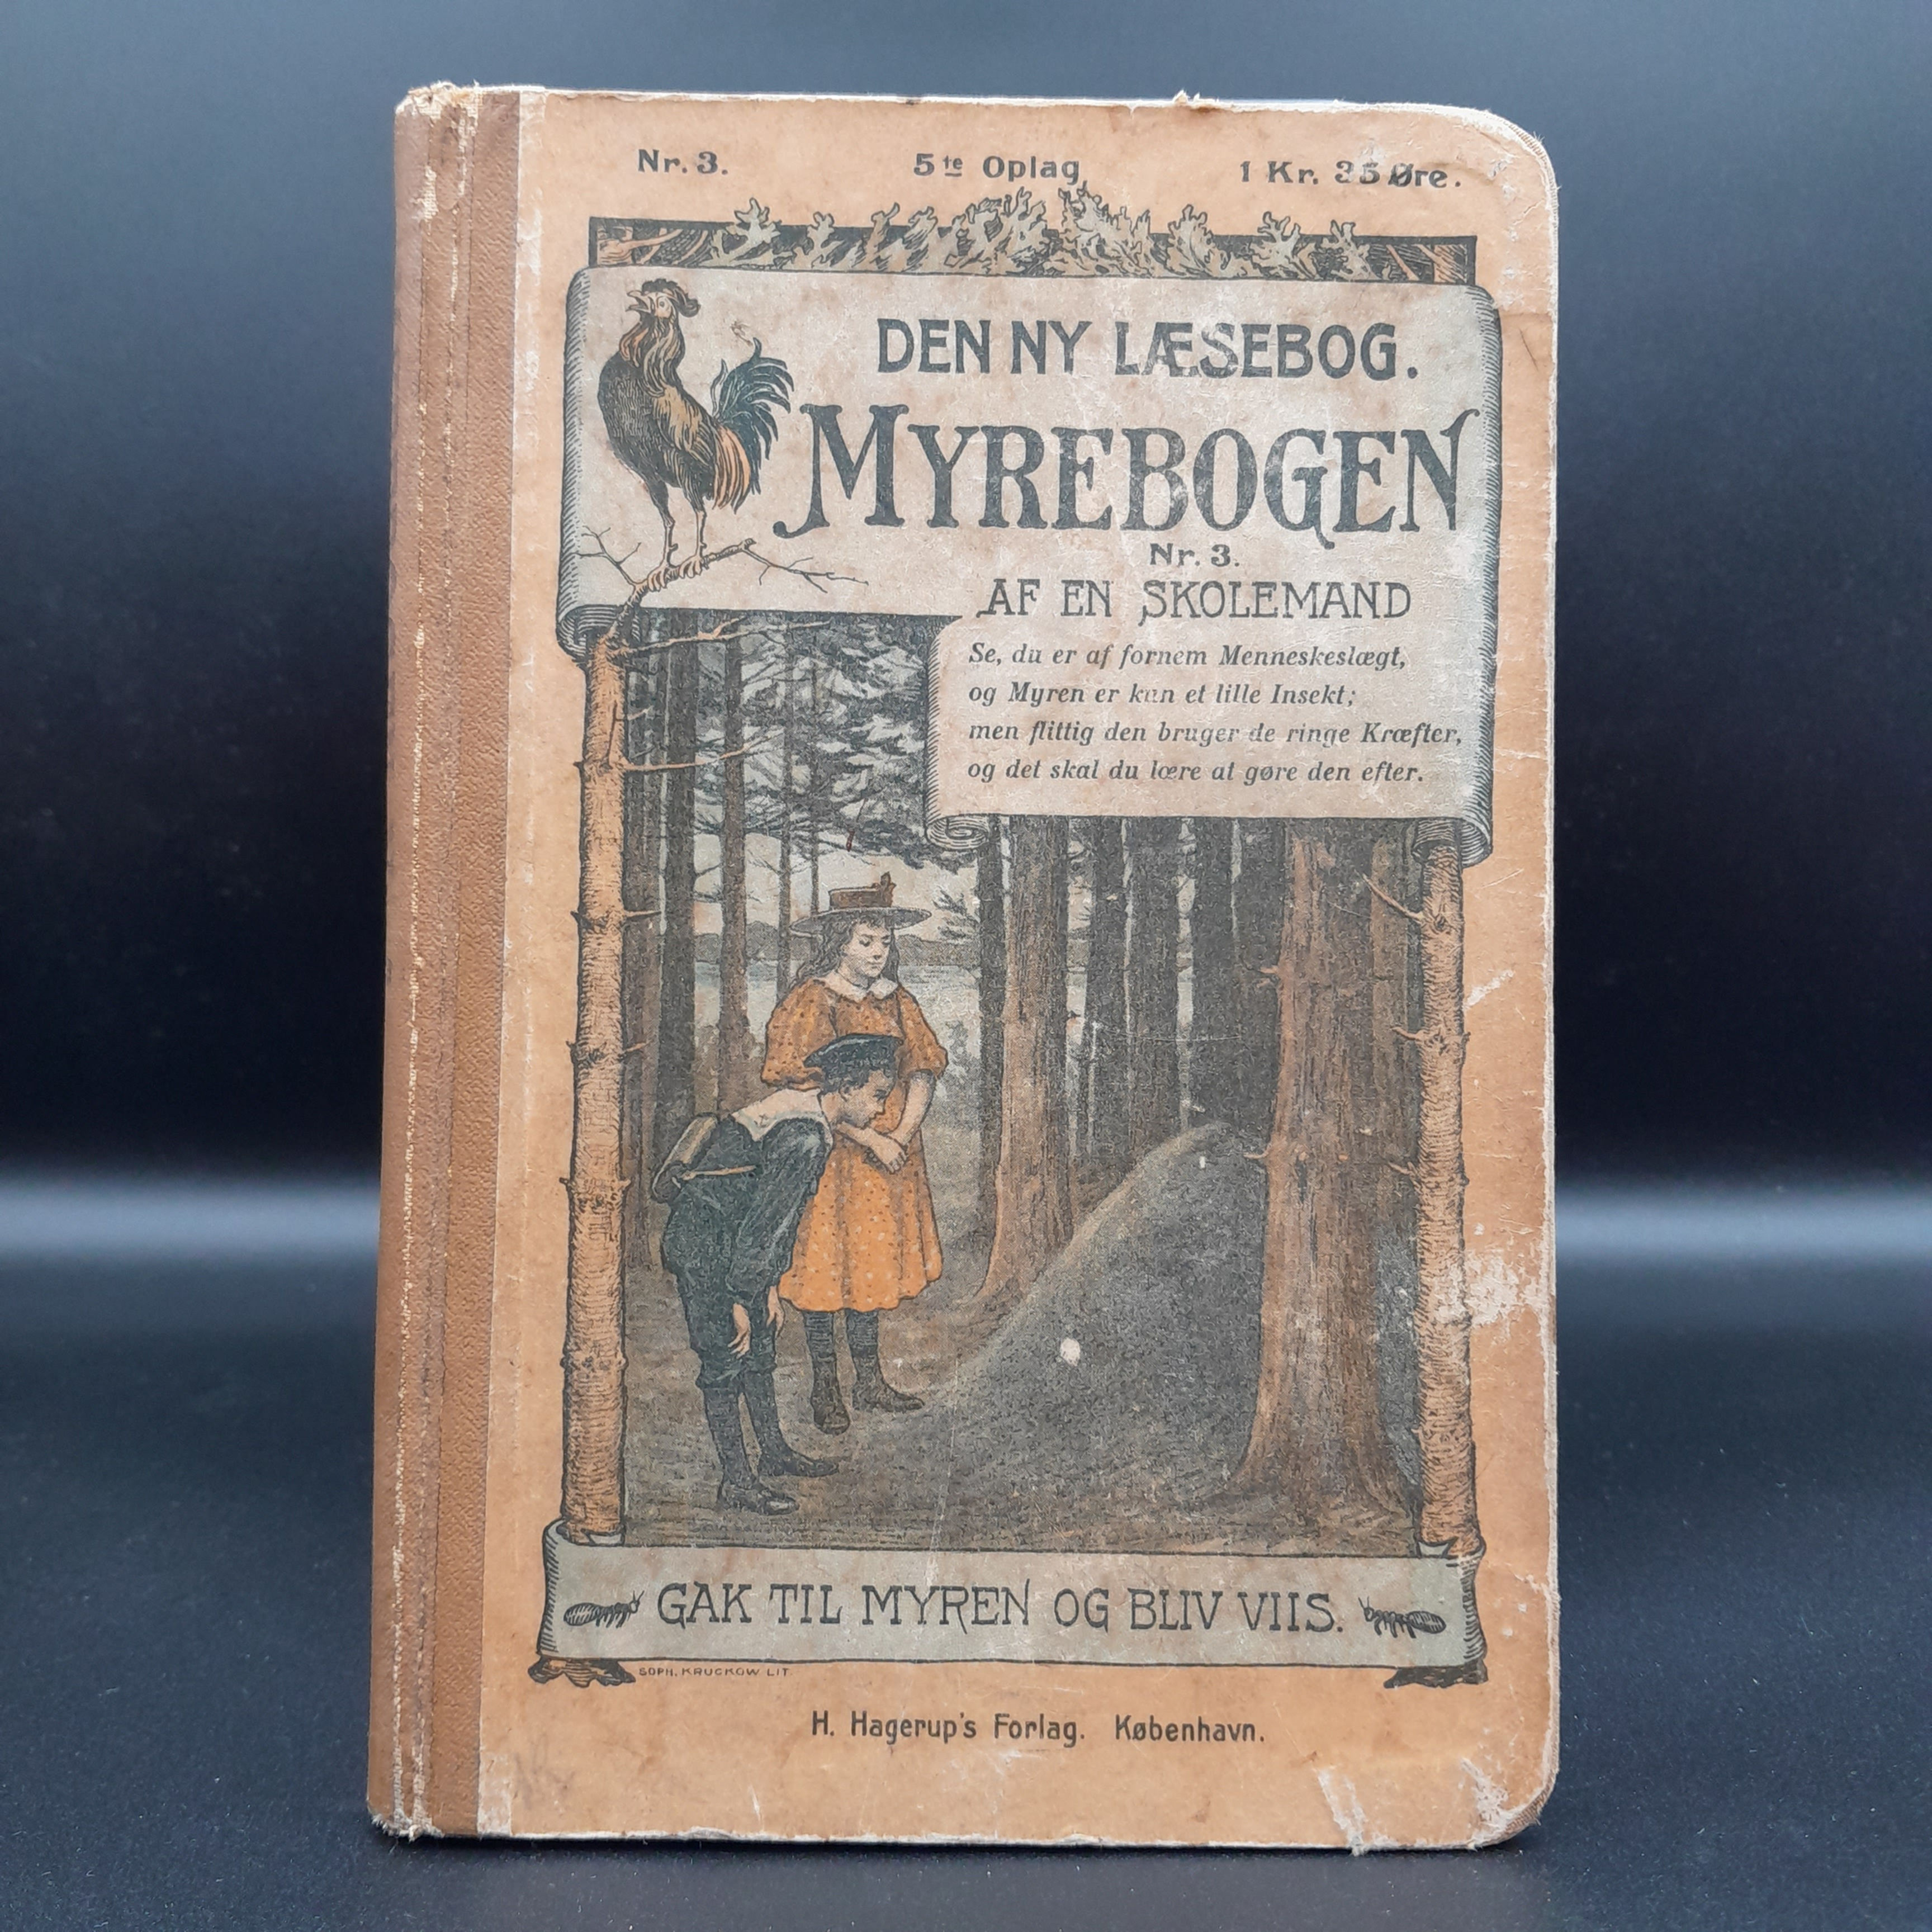 Nr. 3. 5te Oplag 1 Kr. 35 Øre.
DEN NY LÆSEBOG.
MYREBOGEN
Nr. 3.
AF EN SKOLEMAND
Se, du er af fornem Menneskeslægt,
og Myren er kun et lille Insekt;
men flittig den bruger de ringe Kræfter,
og det skal du lære at gøre den efter.
GAK TIL MYREN OG BLIV VIIS.
SOPH. KRUCKOW LIT.
H. Hagerup's Forlag. København.